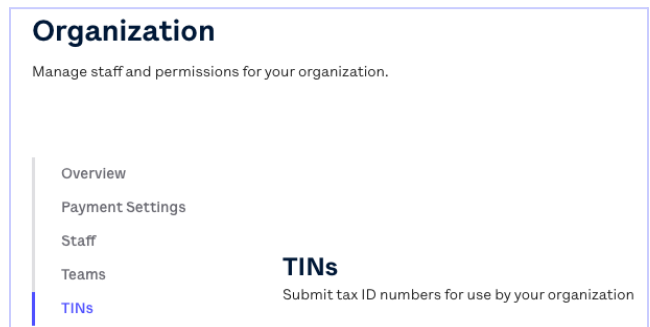 Organization
Manage staff and permissions for your organization.
Overview
Payment Settings
Staff
Teams
TINs
TINs
Submit tax ID numbers for use by your organization